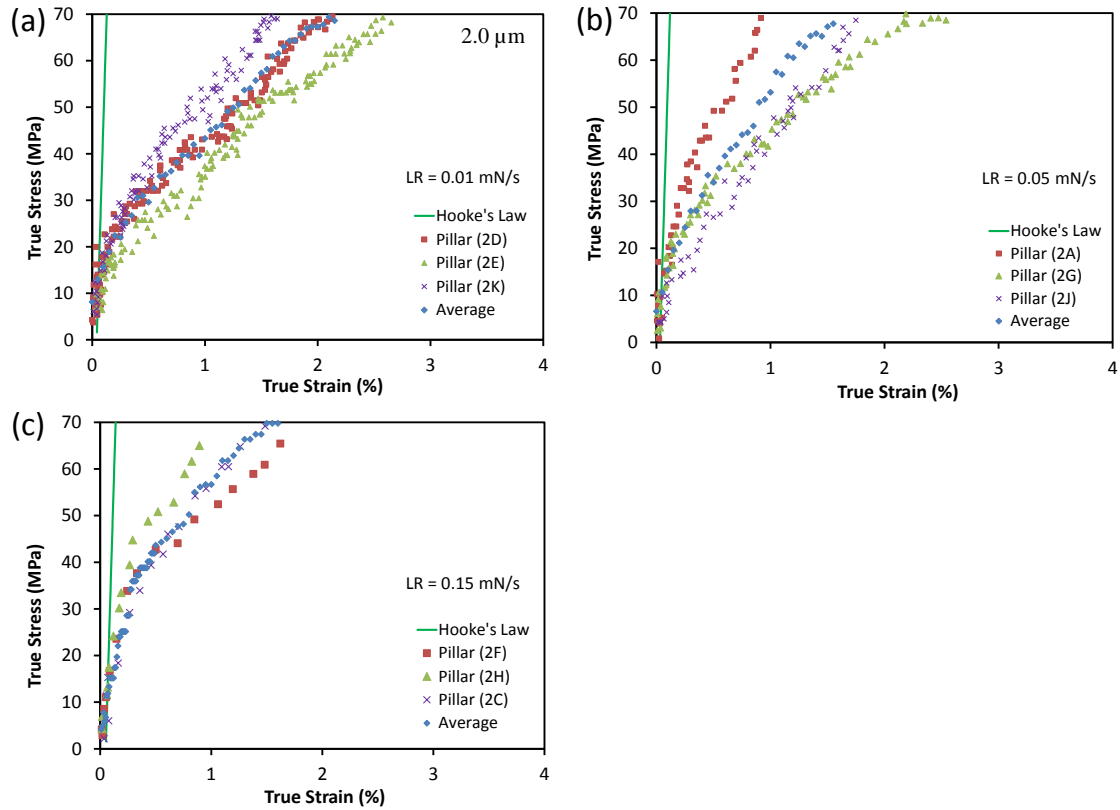 (a)
2.0 µm
70
60
50
40
30
20
10
0
True Stress (MPa)
LR = 0.01 mN/s
Hooke's Law
Pillar (2D)
Pillar (2E)
Pillar (2K)
Average
0 1 2 3 4
True Strain (%)
(b)
70
60
50
40
30
20
10
0
True Stress (MPa)
LR = 0.05 mN/s
Hooke's Law
Pillar (2A)
Pillar (2G)
Pillar (2J)
Average
0 1 2 3 4
True Strain (%)
(c)
70
60
50
40
30
20
10
0
True Stress (MPa)
LR = 0.15 mN/s
Hooke's Law
Pillar (2F)
Pillar (2H)
Pillar (2C)
Average
0 1 2 3 4
True Strain (%)